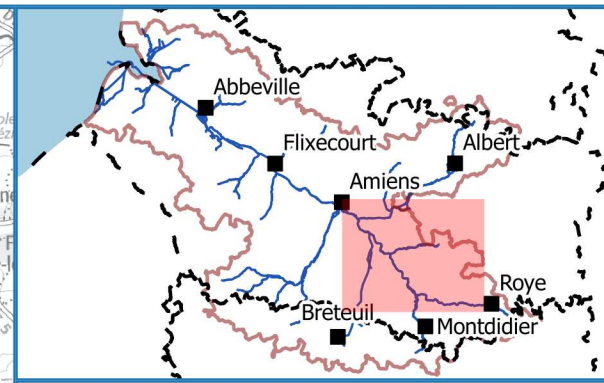 Abbeville
Flixecourt
Albert
Amiens
Roye
Breteuil
Montdidier